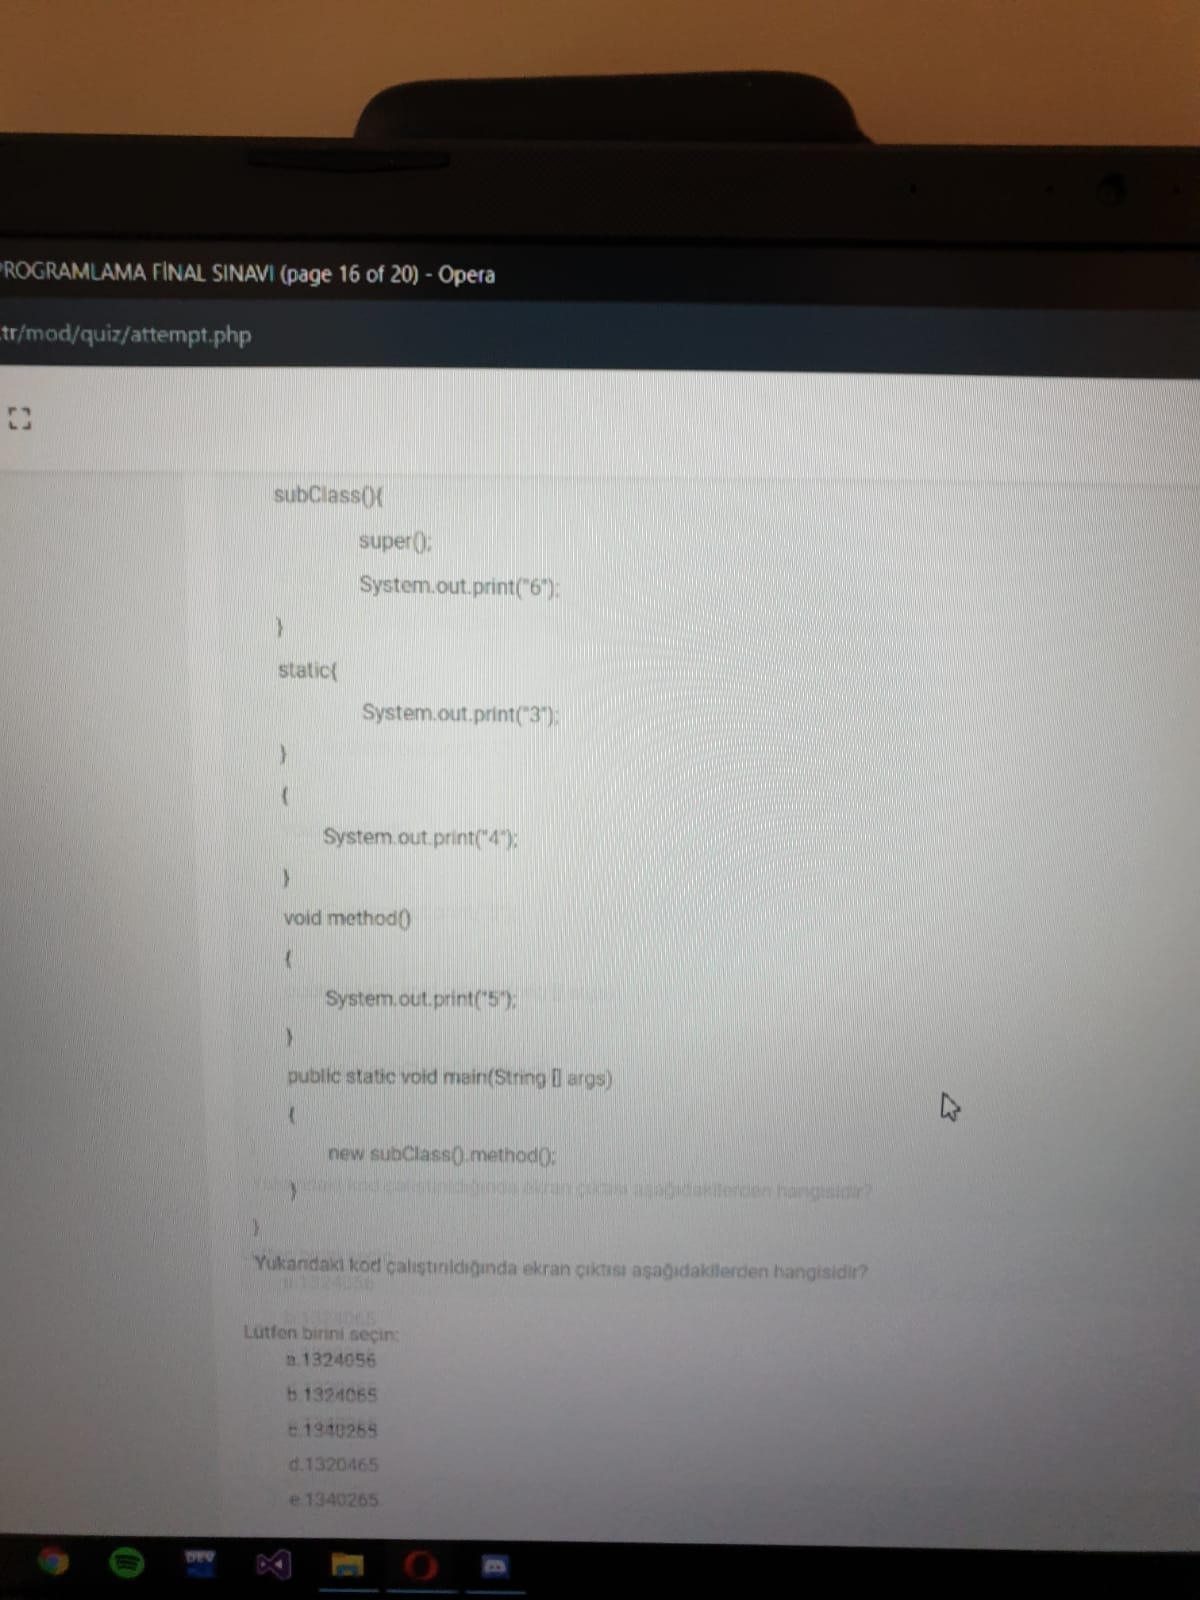 PROGRAMLAMA FİNAL SINAVI (page 16 of 20) - Opera
.tr/mod/quiz/attempt.php
subClass(){
super();
System.out.print("6");
}
static{
System.out.print("3");
}
{
System.out.print("4");
}
void method()
{
System.out.print("5");
}
public static void main(String [] args)
{
new subClass().method();
}
}
Yukarıdaki kod çalıştırıldığında ekran çıktısı aşağıdakilerden hangisidir?
Lütfen birini seçin:
a.1324056
b.1324065
c.1340265
d.1320465
e.1340265
DEV